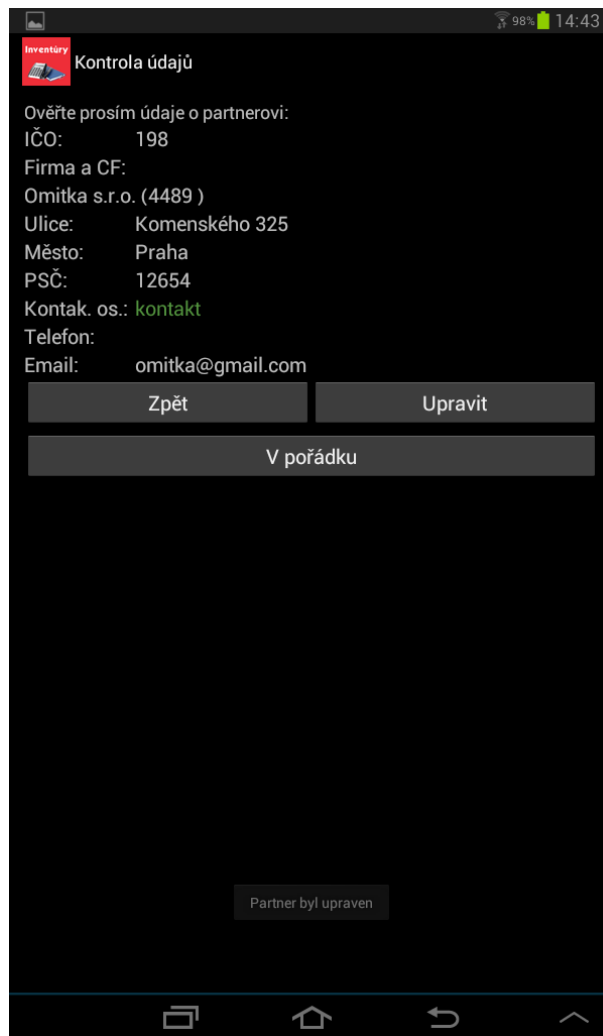 98% 14:43
Inventúry
Kontrola údajů
Ověřte prosím údaje o partnerovi:
IČO: 198
Firma a CF:
Omitka s.r.o. (4489 )
Ulice: Komenského 325
Město: Praha
PSČ: 12654
Kontak. os.: kontakt
Telefon:
Email: omitka@gmail.com
Zpět Upravit
V pořádku
Partner byl upraven